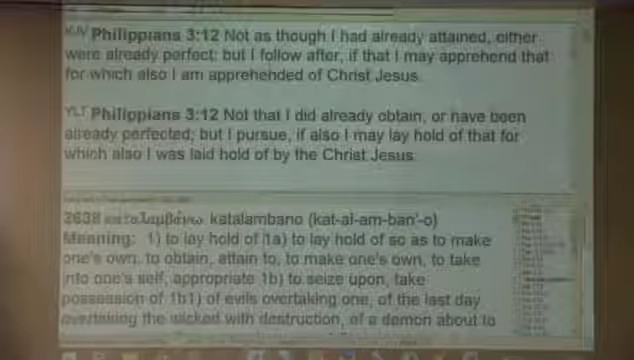 KJV Philippians 3:12 Not as though I had already attained, either
were already perfect: but I follow after, if that I may apprehend that
for which also I am apprehended of Christ Jesus.
YLT Philippians 3:12 Not that I did already obtain, or have been
already perfected; but I pursue, if also I may lay hold of that for
which also I was laid hold of by the Christ Jesus
2638 καταλαμβάνω katalambano (kat-al-am-ban'-o)
Meaning: 1) to lay hold of 1a) to lay hold of so as to make
one's own, to obtain, attain to, to make one's own, to take
into one's self, appropriate 1b) to seize upon, take
possession of 1b1) of evils overtaking one, of the last day
overtaking the wicked with destruction, of a demon about to